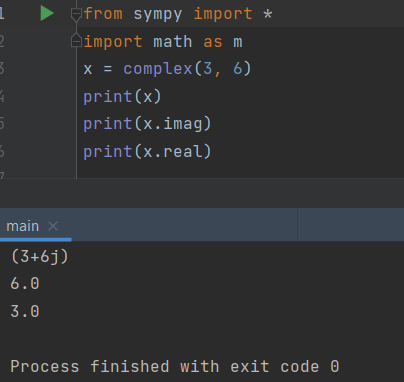 1 from sympy import *
2 import math as m
3 x = complex(3, 6)
4 print(x)
5 print(x.imag)
6 print(x.real)
7
main ×
(3+6j)
6.0
3.0
Process finished with exit code 0